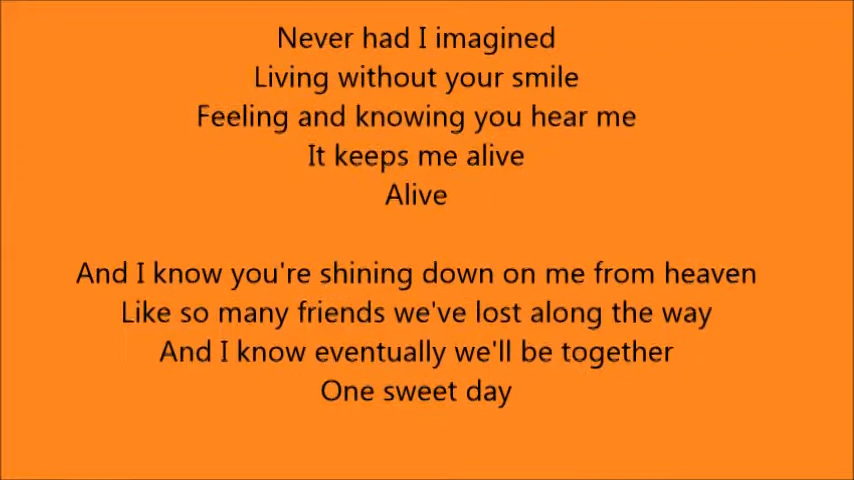 Never had I imagined
Living without your smile
Feeling and knowing you hear me
It keeps me alive
Alive
And I know you're shining down on me from heaven
Like so many friends we've lost along the way
And I know eventually we'll be together
One sweet day